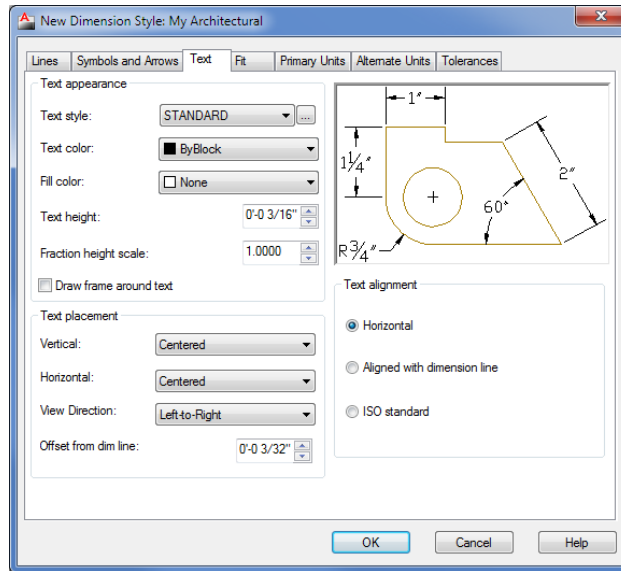 New Dimension Style: My Architectural
Lines Symbols and Arrows Text Fit Primary Units Alternate Units Tolerances
Text appearance
Text style: STANDARD ...
Text color: ByBlock
Fill color: None
Text height: 0'-0 3/16"
Fraction height scale: 1.0000
Draw frame around text
Text placement
Vertical: Centered
Horizontal: Centered
View Direction: Left-to-Right
Offset from dim line: 0'-0 3/32"
1"
1 1/4"
2"
60°
R3/4"
Text alignment
Horizontal
Aligned with dimension line
ISO standard
OK Cancel Help